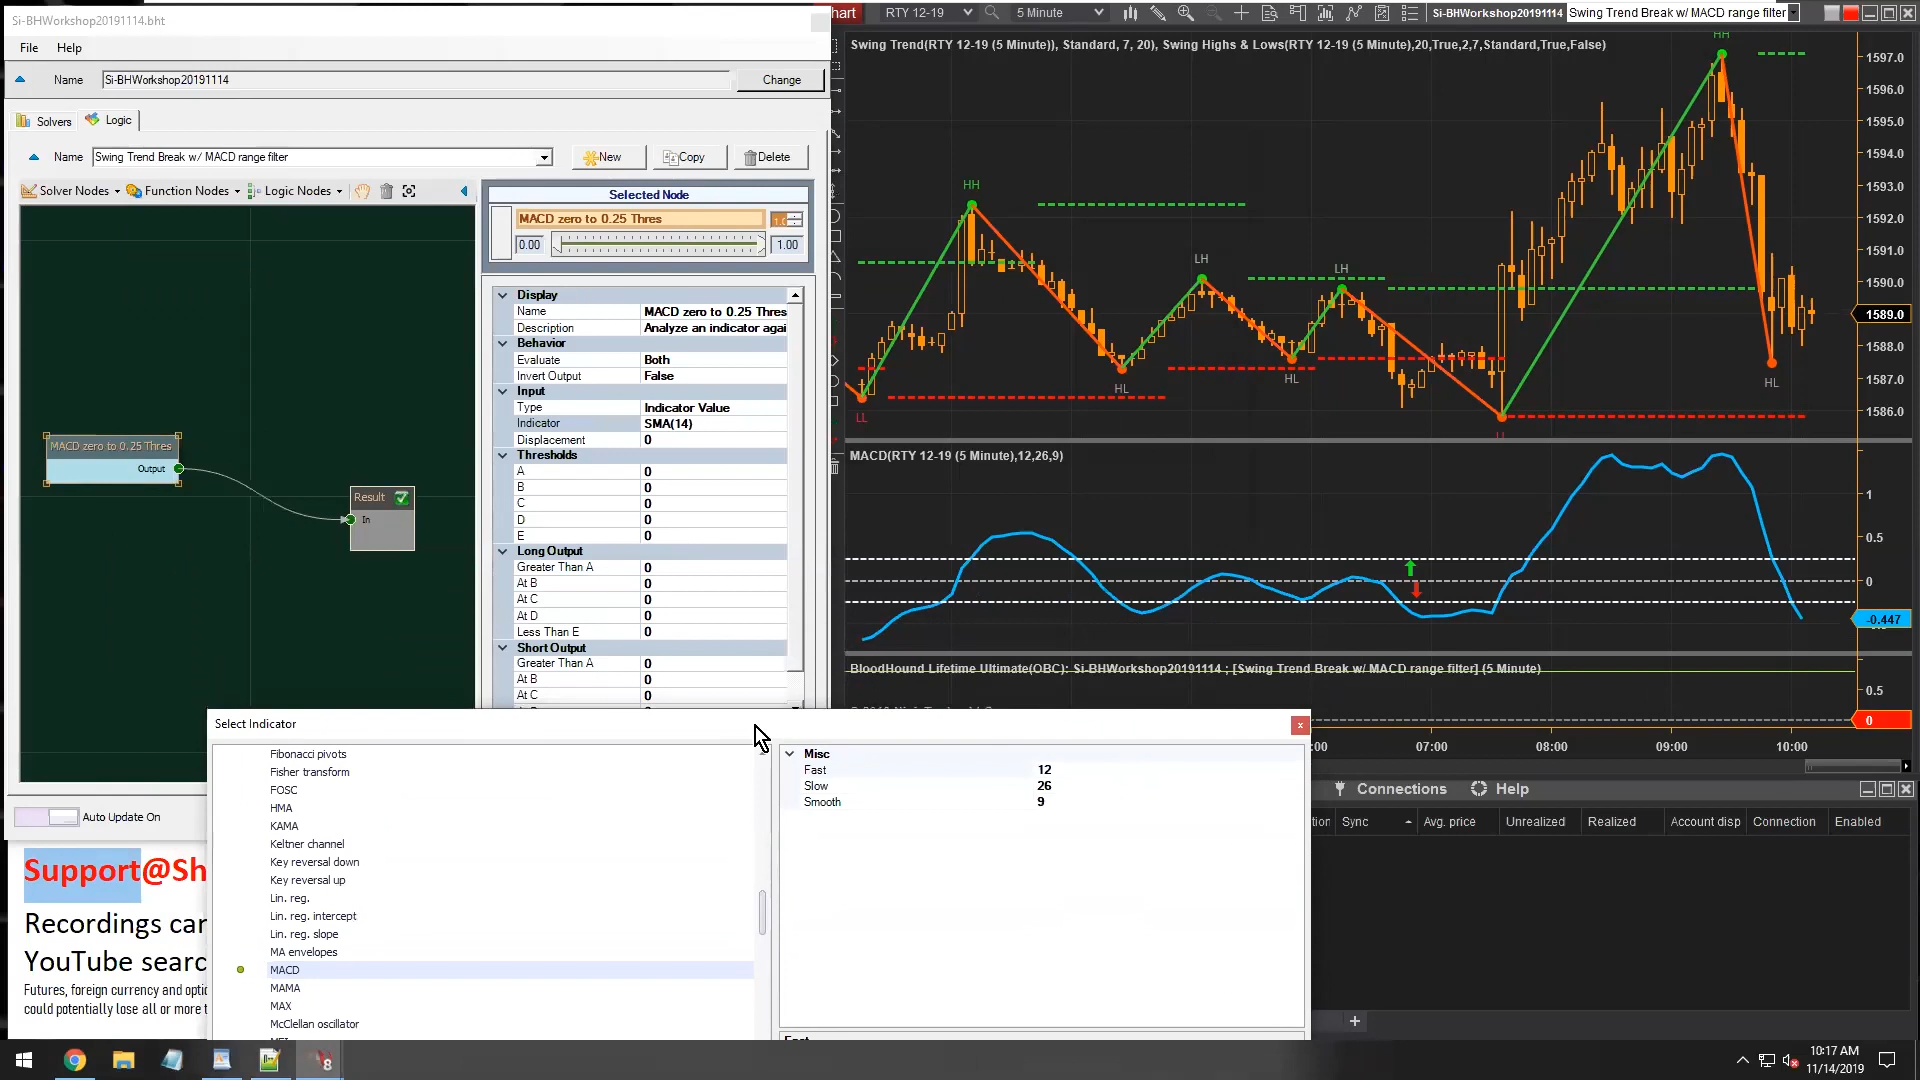 Si-BHWorkshop20191114.bht
File Help
Name Si-BHWorkshop20191114 Change
Solvers Logic
Name Swing Trend Break w/ MACD range filter New Copy Delete
Solver Nodes Function Nodes Logic Nodes
Selected Node
MACD zero to 0.25 Thres 1.0
0.00 1.00
Display
Name MACD zero to 0.25 Thres
Description Analyze an indicator agai
Behavior
Evaluate Both
Invert Output False
Input
Type Indicator Value
Indicator SMA(14)
Displacement 0
Thresholds
A 0
B 0
C 0
D 0
E 0
Long Output
Greater Than A 0
At B 0
At C 0
At D 0
Less Than E 0
Short Output
Greater Than A 0
At B 0
At C 0
MACD zero to 0.25 Thres
Output
Result
In
Auto Update On
Support@Sh
Recordings can
YouTube searc
Futures, foreign currency and optic
could potentially lose all or more t
Select Indicator x
Fibonacci pivots
Fisher transform
FOSC
HMA
KAMA
Keltner channel
Key reversal down
Key reversal up
Lin. reg.
Lin. reg. intercept
Lin. reg. slope
MA envelopes
MACD
MAMA
MAX
McClellan oscillator
Misc
Fast 12
Slow 26
Smooth 9
hart RTY 12-19 5 Minute Si-BHWorkshop20191114 Swing Trend Break w/ MACD range filter
Swing Trend(RTY 12-19 (5 Minute)), Standard, 7, 20), Swing Highs & Lows(RTY 12-19 (5 Minute),20,True,2,7,Standard,True,False)
HH
HH
LH
LH
HL
HL
HL
LL
1597.0
1596.0
1595.0
1594.0
1593.0
1592.0
1591.0
1590.0
1589.0
1588.0
1587.0
1586.0
MACD(RTY 12-19 (5 Minute),12,26,9)
1
0.5
0
-0.447
BloodHound Lifetime Ultimate(OBC): Si-BHWorkshop20191114 ; [Swing Trend Break w/ MACD range filter] (5 Minute)
0.5
0
:00 07:00 08:00 09:00 10:00
Connections Help
tion Sync Avg. price Unrealized Realized Account disp Connection Enabled
+
8
10:17 AM
11/14/2019